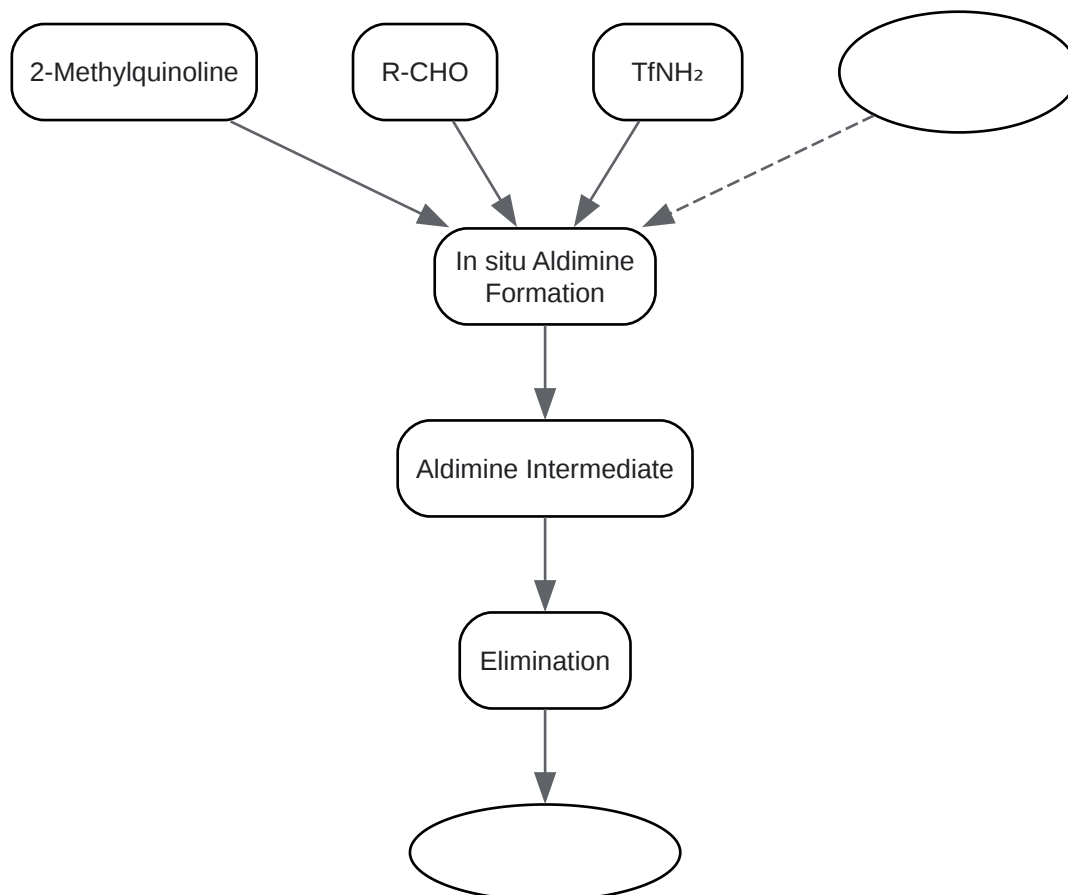 2-Methylquinoline
R-CHO
TfNH₂
In situ Aldimine
Formation
Aldimine Intermediate
Elimination